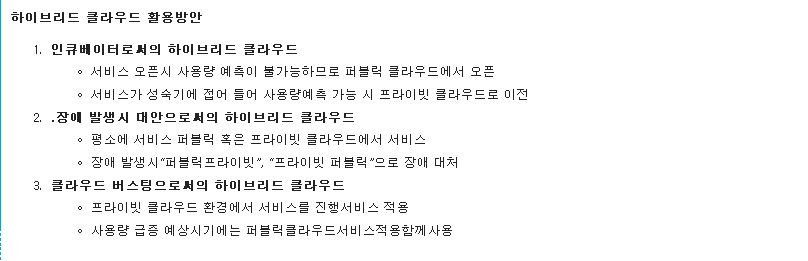 하이브리드 클라우드 활용방안
1. 인큐베이터로써의 하이브리드 클라우드
◦ 서비스 오픈시 사용량 예측이 불가능하므로 퍼블릭 클라우드에서 오픈
◦ 서비스가 성숙기에 접어 들어 사용량예측 가능 시 프라이빗 클라우드로 이전
2. .장애 발생시 대안으로써의 하이브리드 클라우드
◦ 평소에 서비스 퍼블릭 혹은 프라이빗 클라우드에서 서비스
◦ 장애 발생시“퍼블릭프라이빗”, “프라이빗 퍼블릭”으로 장애 대처
3. 클라우드 버스팅으로써의 하이브리드 클라우드
◦ 프라이빗 클라우드 환경에서 서비스를 진행서비스 적용
◦ 사용량 급증 예상시기에는 퍼블릭클라우드서비스적용함께사용